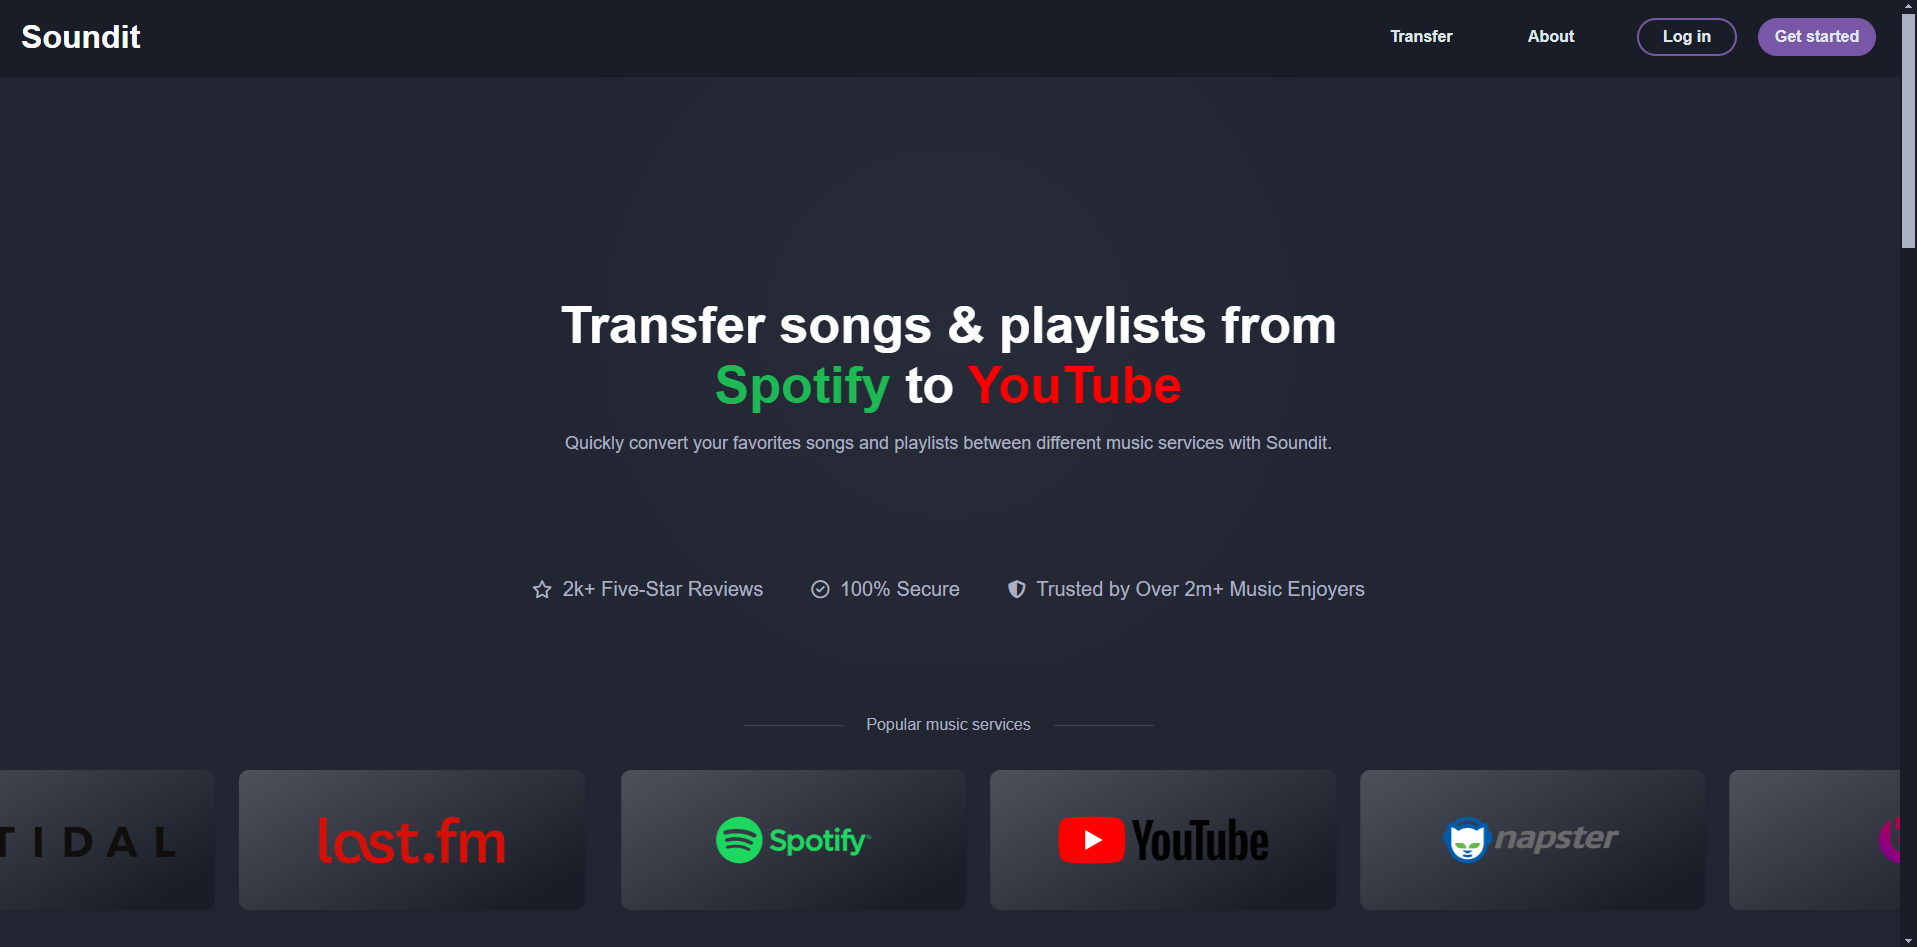 Soundit
Transfer
About
Log in
Get started
Transfer songs & playlists from
Spotify to YouTube
Quickly convert your favorites songs and playlists between different music services with Soundit.
2k+ Five-Star Reviews
100% Secure
Trusted by Over 2m+ Music Enjoyers
Popular music services
TIDAL
last.fm
Spotify
YouTube
napster